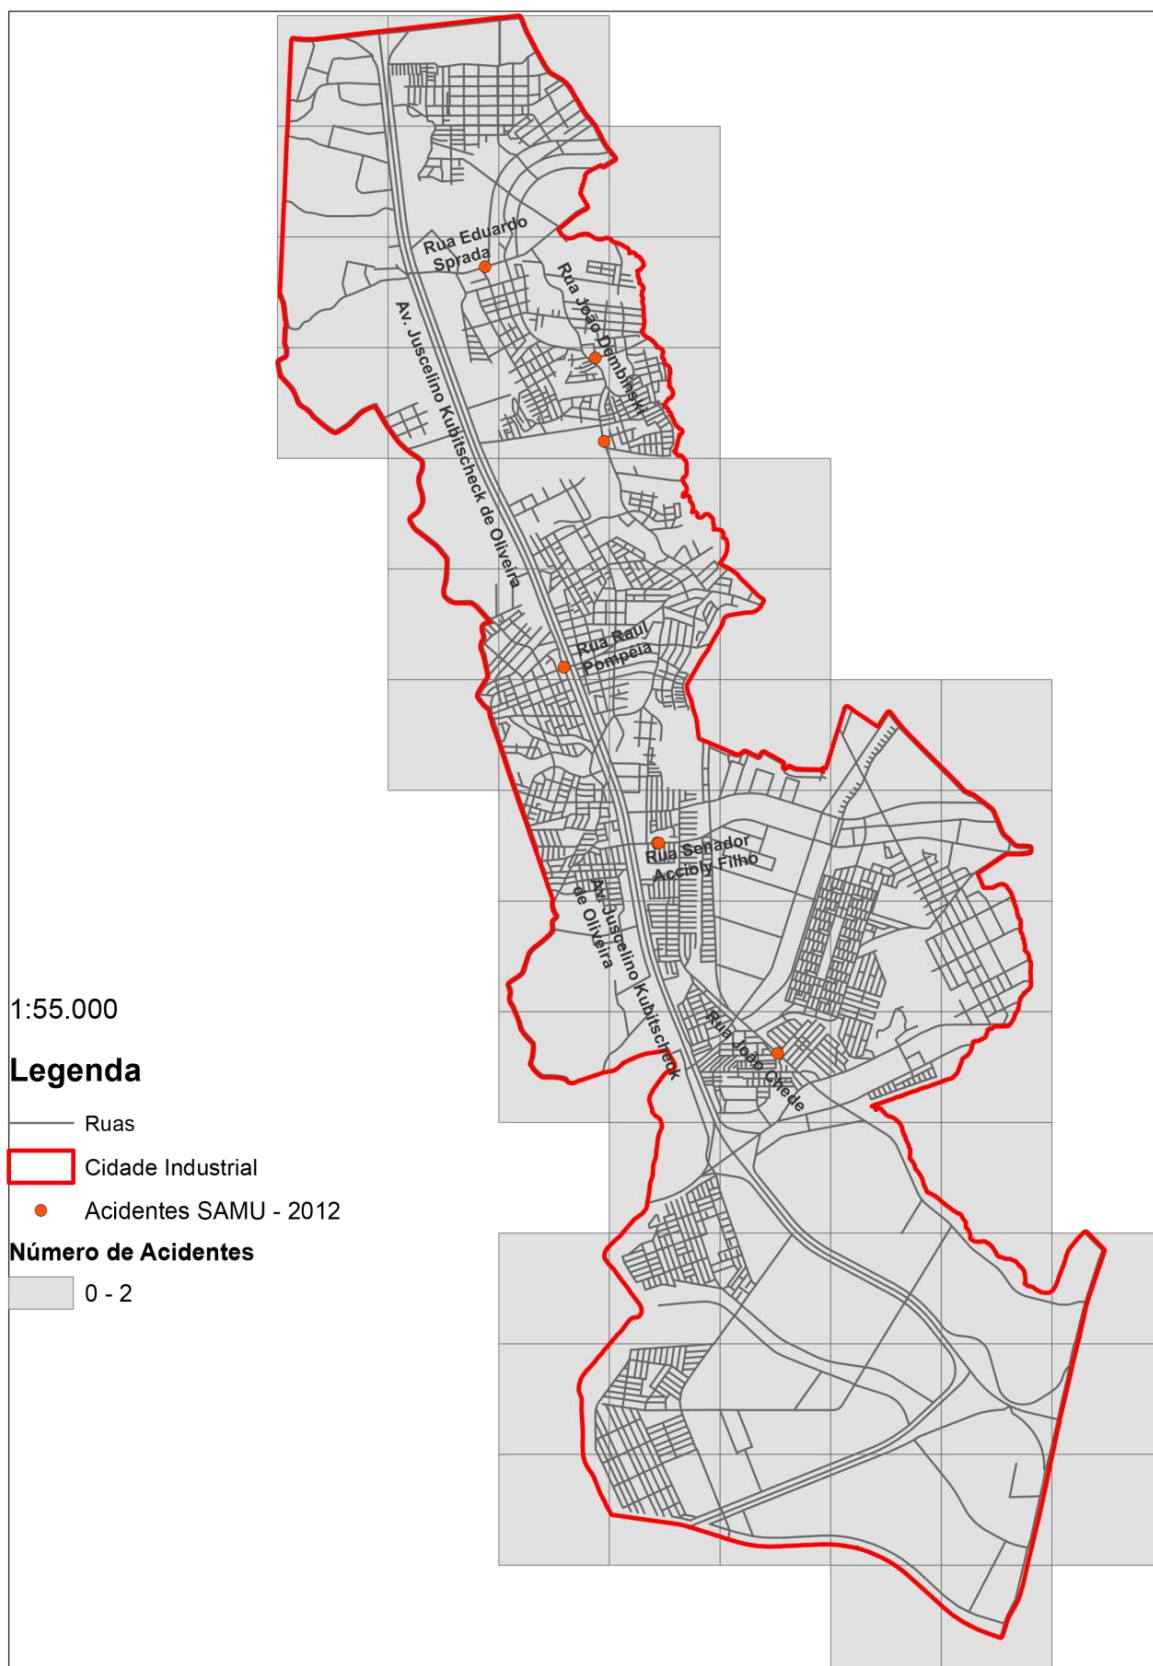 Rua Eduardo
Sprada
Rua João Dembinski
Av. Juscelino Kubitscheck de Oliveira
Rua Raul
Pompéia
Rua Senador
Accioly Filho
Av. Juscelino Kubitscheck
de Oliveira
Rua João Chede
1:55.000
Legenda
Ruas
Cidade Industrial
Acidentes SAMU - 2012
Número de Acidentes
0 - 2